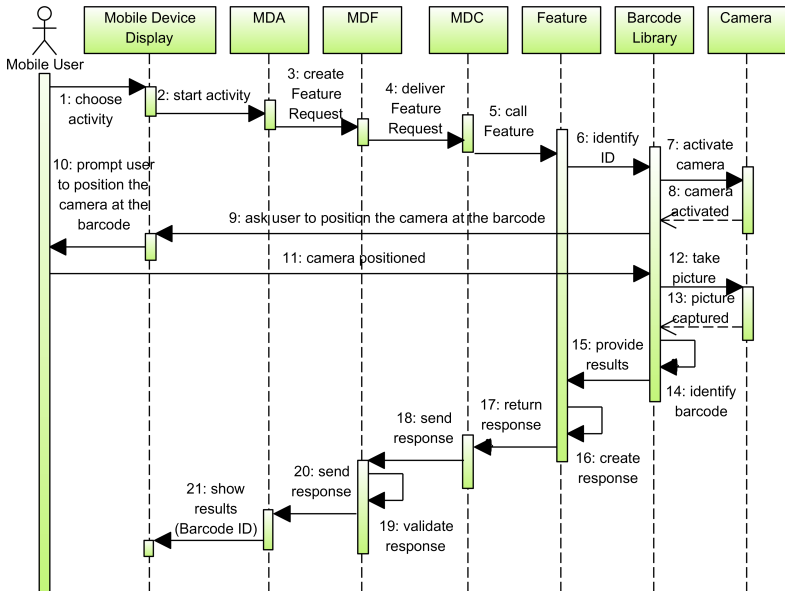 Mobile User
Mobile Device
Display
MDA
MDF
MDC
Feature
Barcode
Library
Camera
1: choose
activity
2: start activity
3: create
Feature
Request
4: deliver
Feature
Request
5: call
Feature
6: identify
ID
7: activate
camera
8: camera
activated
9: ask user to position the camera at the barcode
10: prompt user
to position the
camera at the
barcode
11: camera positioned
12: take
picture
13: picture
captured
14: identify
barcode
15: provide
results
16: create
response
17: return
response
18: send
response
19: validate
response
20: send
response
21: show
results
(Barcode ID)